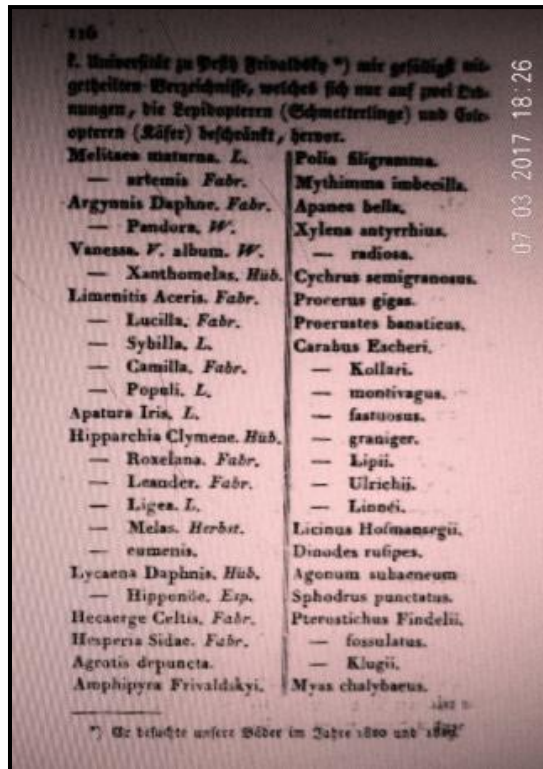 116
k. Universität zu Pesth Frivaldsky *) mir gefälligst mit-
getheilten Verzeichnisse, welches sich nur auf zwei Ord-
nungen, die Lepidopteren (Schmetterlinge) und Cole-
opteren (Käfer) beschränkt, hervor.
Melitaea maturna. L.
— artemis Fabr.
Argynnis Daphne. Fabr.
— Pandora. W.
Vanessa. V. album. W.
— Xanthomelas. Hüb.
Limenitis Aceris. Fabr.
— Lucilla. Fabr.
— Sybilla. L.
— Camilla. Fabr.
— Populi. L.
Apatura Iris. L.
Hipparchia Clymene. Hüb.
— Roxelana. Fabr.
— Leander. Fabr.
— Ligea. L.
— Melas. Herbst.
— eumenis.
Lycaena Daphnis. Hüb.
— Hipponöe. Esp.
Hecaerge Celtis. Fabr.
Hesperia Sidae. Fabr.
Agrotis depuncta.
Amphipyra Frivaldskyi.
Polia filigramma.
Mythimma imbecilla.
Apamea bella.
Xylena antyrrhius.
— radiosa.
Cychrus semigranosus.
Procerus gigas.
Procrustes banaticus.
Carabus Escheri.
— Kollari.
— montivagus.
— fastuosus.
— graniger.
— Lipii.
— Ulrichij.
— Linnéi.
Licinus Hofmansegii.
Dinodes rufipes.
Agonum subaeneum
Sphodrus punctatus.
Pterostichus Findelii.
— fossulatus.
— Klugii.
Myas chalybaeus.
*) Er besuchte unsere Bäder im Jahre 1820 und
07 03 2017 18:26